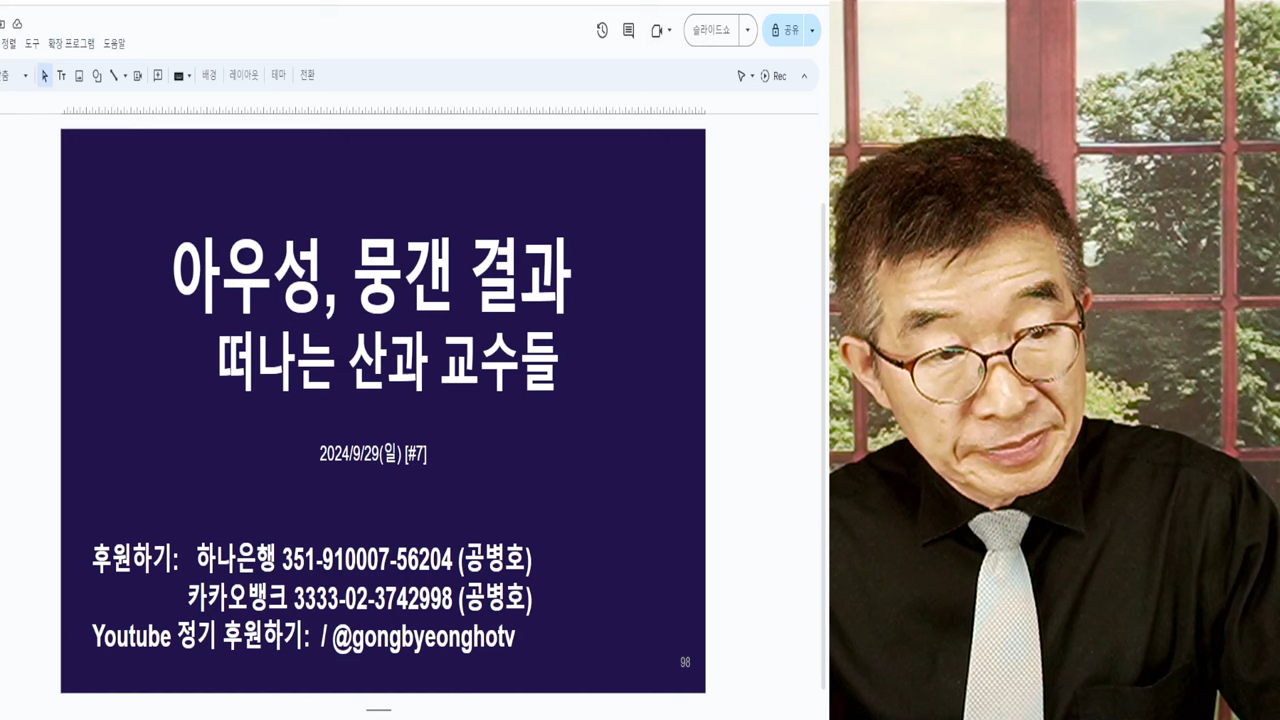 정렬 도구 확장 프로그램 도움말
슬라이드쇼
공유
배경 레이아웃 테마 전환
Rec
아우성, 뭉갠 결과
떠나는 산과 교수들
2024/9/29(일) [#7]
후원하기: 하나은행 351-910007-56204 (공병호)
카카오뱅크 3333-02-3742998 (공병호)
Youtube 정기 후원하기: / @gongbyeonghotv
98